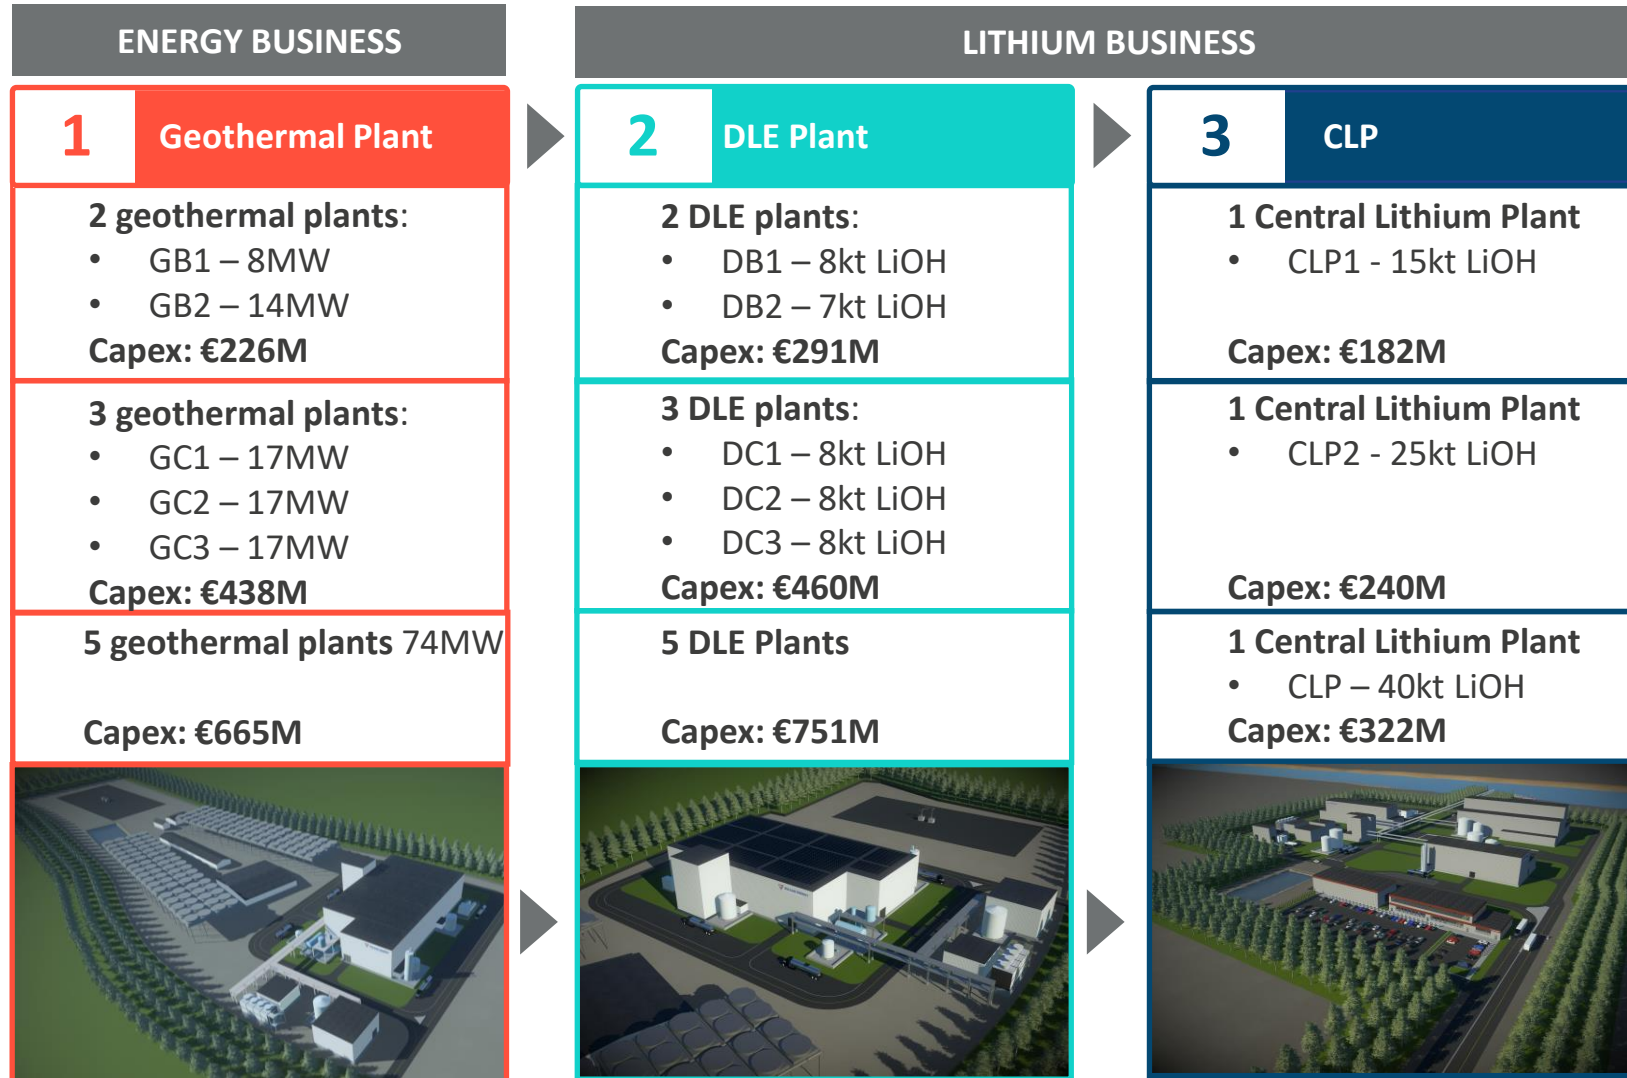 ENERGY BUSINESS
LITHIUM BUSINESS
1 Geothermal Plant
2 DLE Plant
3 CLP
2 geothermal plants:
• GB1 – 8MW
• GB2 – 14MW
Capex: €226M
2 DLE plants:
• DB1 – 8kt LiOH
• DB2 – 7kt LiOH
Capex: €291M
1 Central Lithium Plant
• CLP1 - 15kt LiOH
Capex: €182M
3 geothermal plants:
• GC1 – 17MW
• GC2 – 17MW
• GC3 – 17MW
Capex: €438M
3 DLE plants:
• DC1 – 8kt LiOH
• DC2 – 8kt LiOH
• DC3 – 8kt LiOH
Capex: €460M
1 Central Lithium Plant
• CLP2 - 25kt LiOH
Capex: €240M
5 geothermal plants 74MW
Capex: €665M
5 DLE Plants
Capex: €751M
1 Central Lithium Plant
• CLP – 40kt LiOH
Capex: €322M